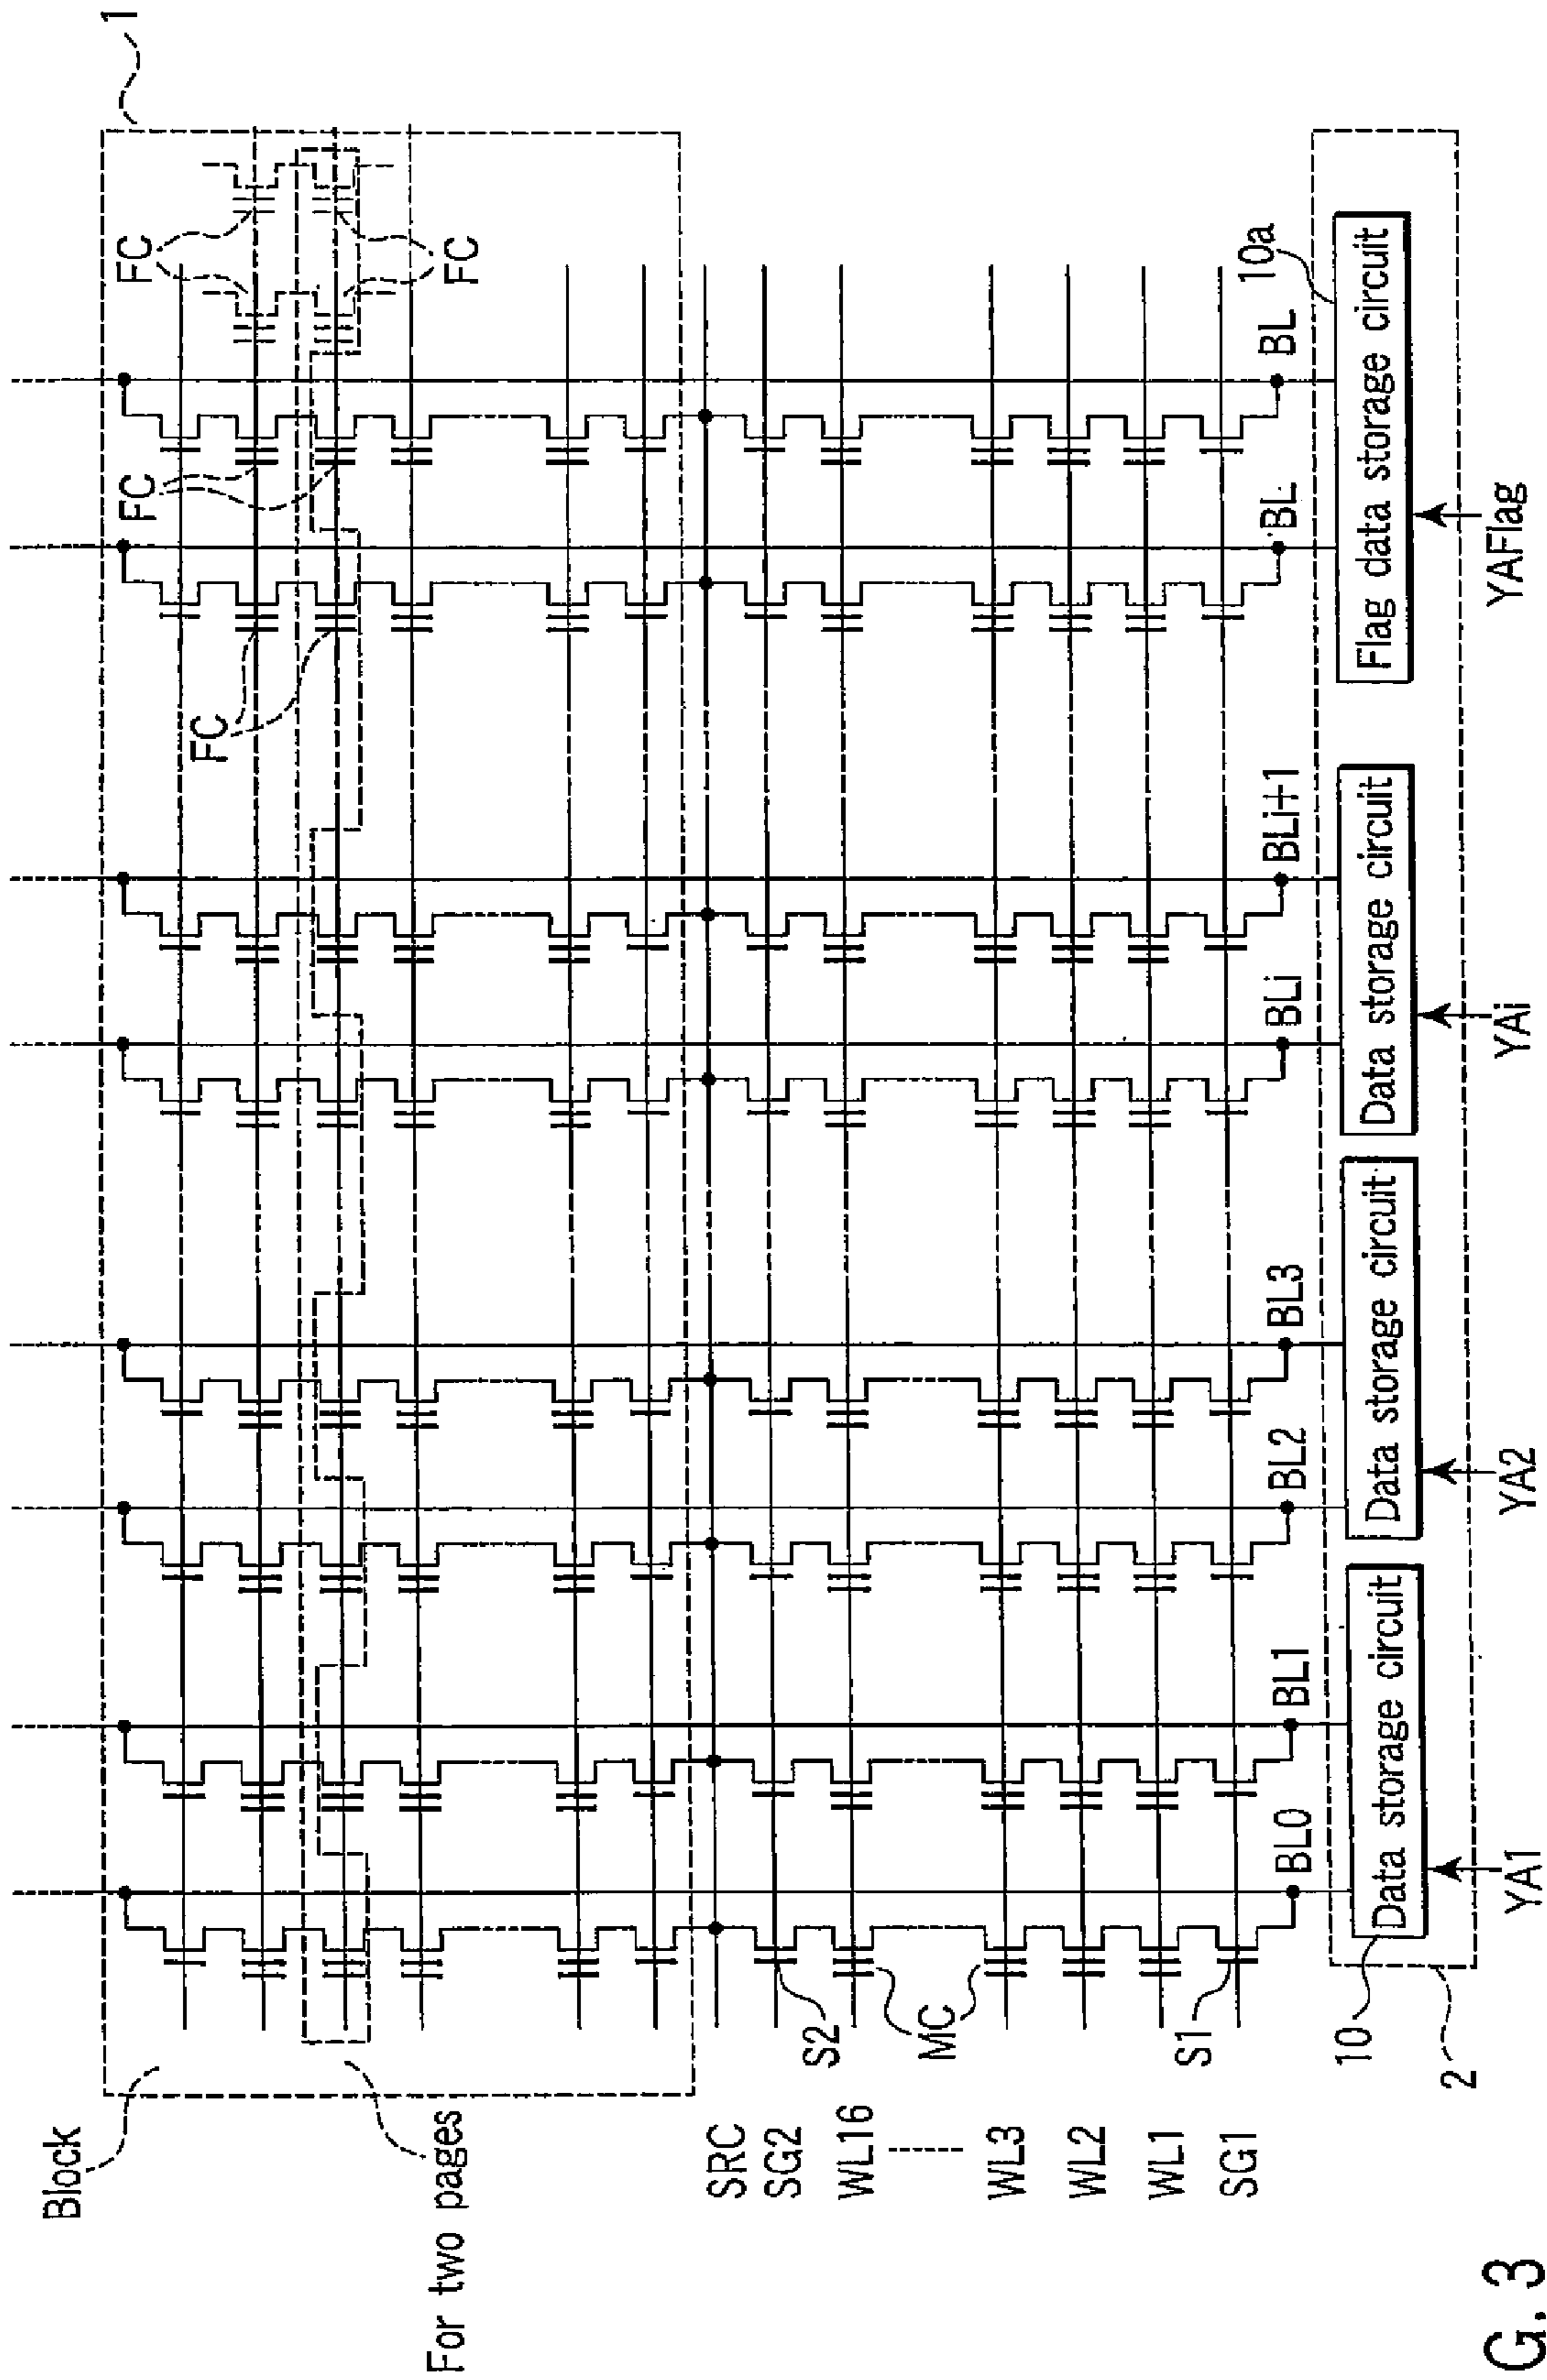 1
Block
For two pages
FC
FC
FC
FC
SRC
SG2
WL16
WL3
WL2
WL1
SG1
S2
MC
S1
BL0
BL1
BL2
BL3
BLi
BLi+1
BL
BL
10
10a
2
Data storage circuit
Data storage circuit
Data storage circuit
Flag data storage circuit
YA1
YA2
YAi
YAFlag
G. 3